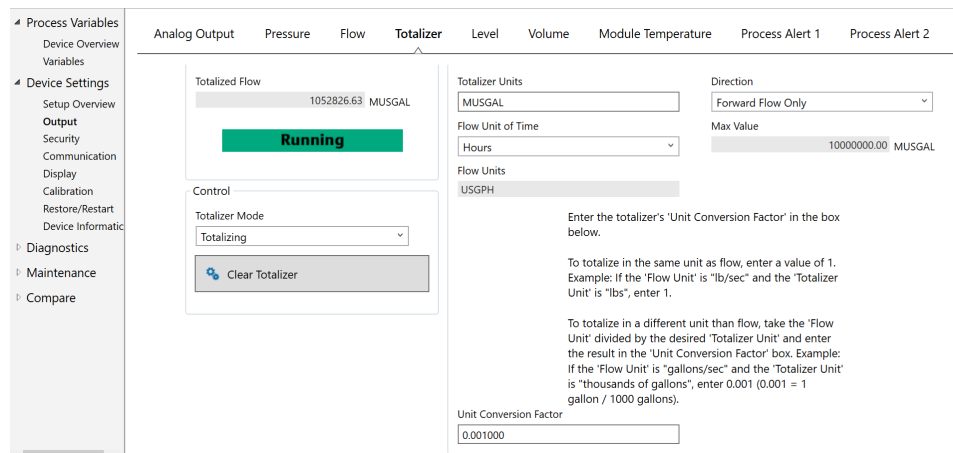 Process Variables
Device Overview
Variables
Device Settings
Setup Overview
Output
Security
Communication
Display
Calibration
Restore/Restart
Device Informatic
Diagnostics
Maintenance
Compare
Analog Output Pressure Flow Totalizer Level Volume Module Temperature Process Alert 1 Process Alert 2
Totalized Flow
1052826.63 MUSGAL
Running
Control
Totalizer Mode
Totalizing
Clear Totalizer
Totalizer Units
MUSGAL
Flow Unit of Time
Hours
Flow Units
USGPH
Direction
Forward Flow Only
Max Value
10000000.00 MUSGAL
Enter the totalizer's 'Unit Conversion Factor' in the box
below.
To totalize in the same unit as flow, enter a value of 1.
Example: If the 'Flow Unit' is "lb/sec" and the 'Totalizer
Unit' is "lbs", enter 1.
To totalize in a different unit than flow, take the 'Flow
Unit' divided by the desired 'Totalizer Unit' and enter
the result in the 'Unit Conversion Factor' box. Example:
If the 'Flow Unit' is "gallons/sec" and the 'Totalizer Unit'
is "thousands of gallons", enter 0.001 (0.001 = 1
gallon / 1000 gallons).
Unit Conversion Factor
0.001000